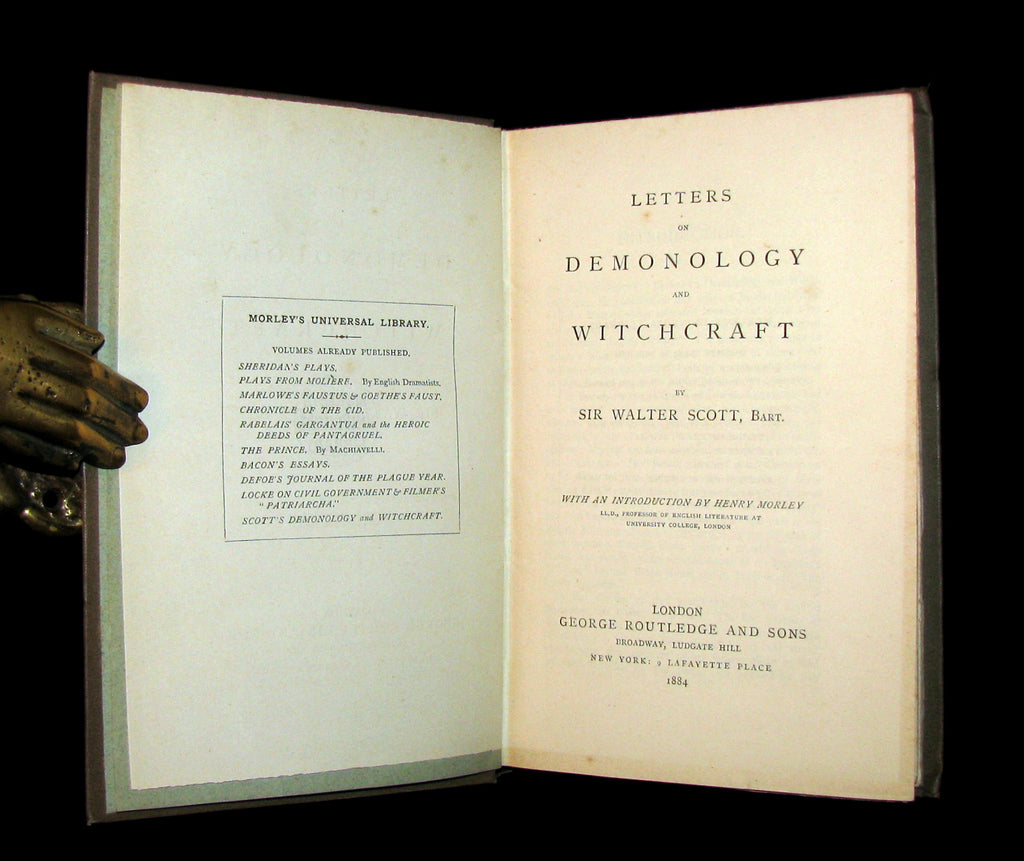 MORLEY'S UNIVERSAL LIBRARY.
VOLUMES ALREADY PUBLISHED.
SHERIDAN'S PLAYS.
PLAYS FROM MOLIÈRE. By English Dramatists.
MARLOWE'S FAUSTUS & GOETHE'S FAUST.
CHRONICLE OF THE CID.
RABELAIS' GARGANTUA and the HEROIC
DEEDS OF PANTAGRUEL.
THE PRINCE. By MACHIAVELLI.
BACON'S ESSAYS.
DEFOE'S JOURNAL OF THE PLAGUE YEAR.
LOCKE ON CIVIL GOVERNMENT & FILMER'S
"PATRIARCHA."
SCOTT'S DEMONOLOGY and WITCHCRAFT.
LETTERS
ON
DEMONOLOGY
AND
WITCHCRAFT
BY
SIR WALTER SCOTT, BART.
WITH AN INTRODUCTION BY HENRY MORLEY
LL.D., PROFESSOR OF ENGLISH LITERATURE AT
UNIVERSITY COLLEGE, LONDON
LONDON
GEORGE ROUTLEDGE AND SONS
BROADWAY, LUDGATE HILL
NEW YORK: 9 LAFAYETTE PLACE
1884